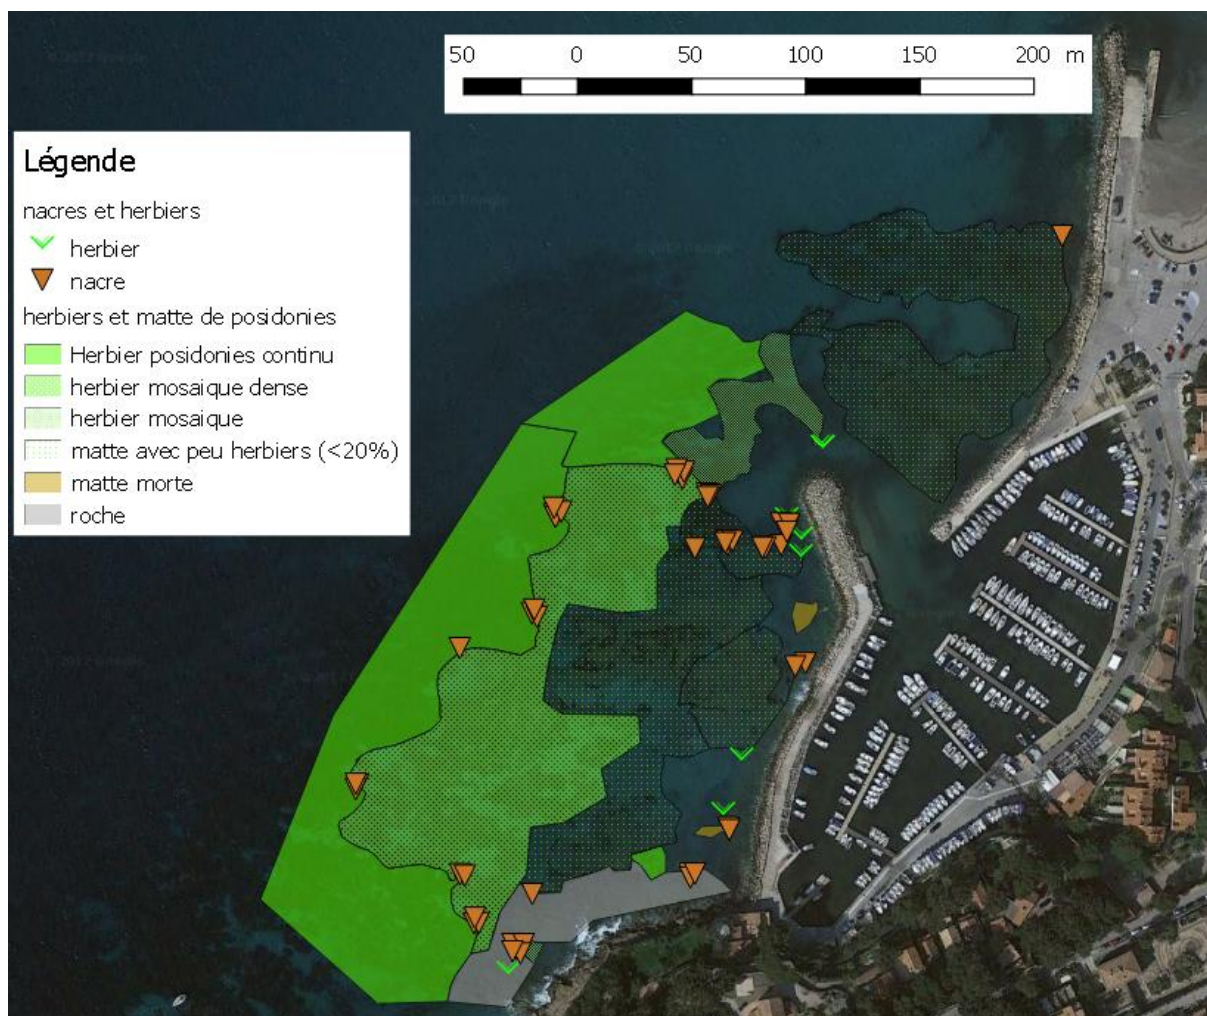 50 0 50 100 150 200 m
Légende
nacres et herbiers
herbier
nacre
herbiers et matte de posidonies
Herbier posidonies continu
herbier mosaique dense
herbier mosaique
matte avec peu herbiers (<20%)
matte morte
roche